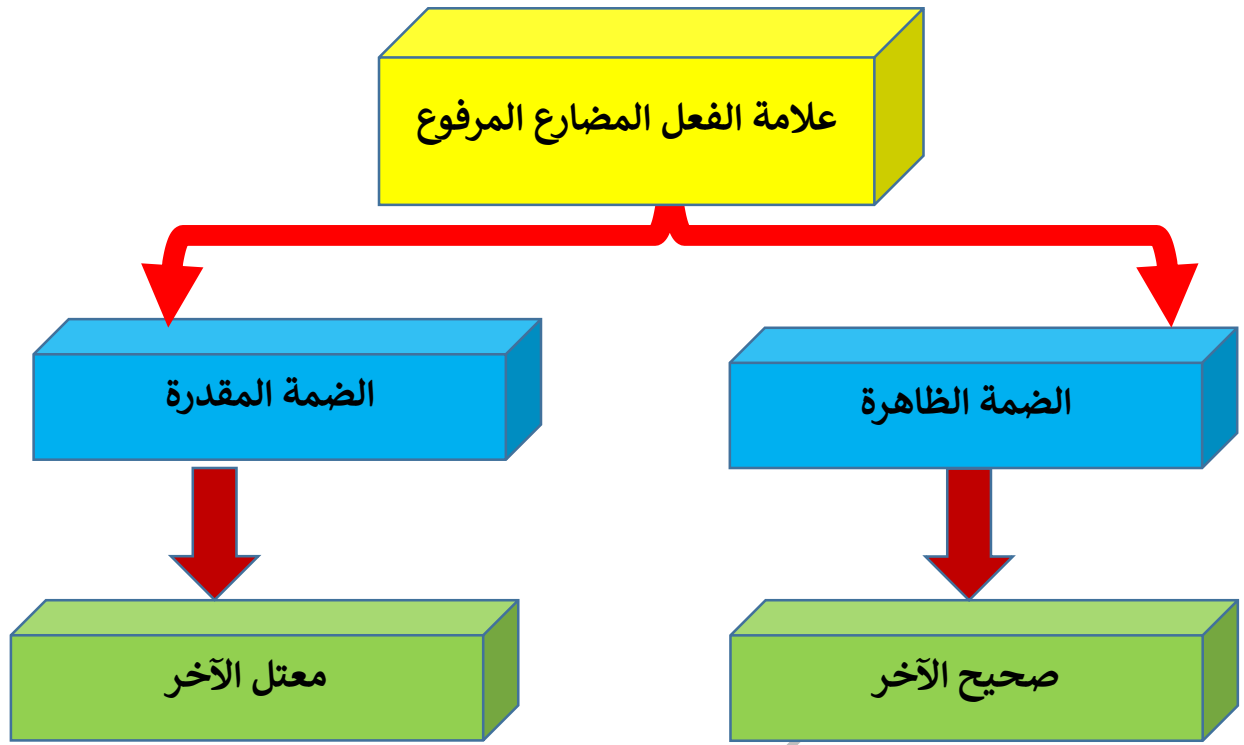 علامة الفعل المضارع المرفوع
الضمة الظاهرة
الضمة المقدرة
صحيح الآخر
معتل الآخر